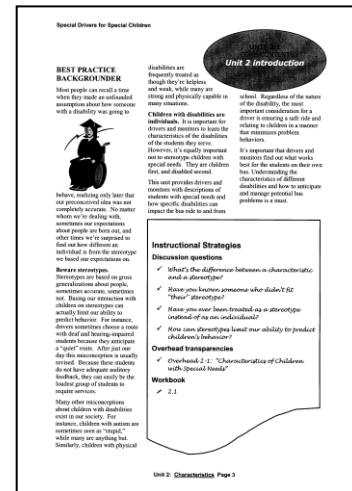 Special Drivers for Special Children
Unit 2 introduction
BEST PRACTICE
BACKGROUNDER
Most people can recall a time
when they made an unfounded
assumption about how someone
with a disability was going to
behave, realizing only later that
our preconceived idea was not
completely accurate. No matter
whom we're dealing with,
sometimes our expectations
about people are born out, and
other times we're surprised to
find out how different an
individual is from the stereotype
we based our expectations on.
Beware stereotypes.
Stereotypes are based on gross
generalizations about people,
sometimes accurate, sometimes
not. Basing our interaction with
children on stereotypes can
actually limit our ability to
predict behavior. For instance,
drivers sometimes choose a route
with deaf and hearing-impaired
students because they anticipate
a "quiet" route. After just one
day this misconception is usually
revised. Because these students
do not have adequate auditory
feedback, they can easily be the
loudest group of students to
require services.
Many other misconceptions
about children with disabilities
exist in our society. For
instance, children with autism are
sometimes seen as "stupid,"
while many are anything but.
Similarly, children with physical
disabilities are
frequently treated as
though they're helpless
and weak, while many are
strong and physically capable in
many situations.
Children with disabilities are
individuals. It is important for
drivers and monitors to learn the
characteristics of the disabilities
of the students they serve.
However, it's equally important
not to stereotype children with
special needs. They are children
first, and disabled second.
This unit provides drivers and
monitors with descriptions of
students with special needs and
how specific disabilities can
impact the bus ride to and from
school. Regardless of the nature
of the disability, the most
important consideration for a
driver is ensuring a safe ride and
relating to children in a manner
that minimizes problem
behaviors.
It's important that drivers and
monitors find out what works
best for the students on their own
bus. Understanding the
characteristics of different
disabilities and how to anticipate
and manage potential bus
problems is a must.
Instructional Strategies
Discussion questions
✓ What's the difference between a characteristic
and a stereotype?
✓ Have you known someone who didn't fit
"their" stereotype?
✓ Have you ever been treated as a stereotype
instead of as an individual?
✓ How can stereotypes limit our ability to predict
children's behavior?
Overhead transparencies
✓ Overhead 2-1: "Characteristics of Children
with Special Needs"
Workbook
2.1
Unit 2: Characteristics Page 3